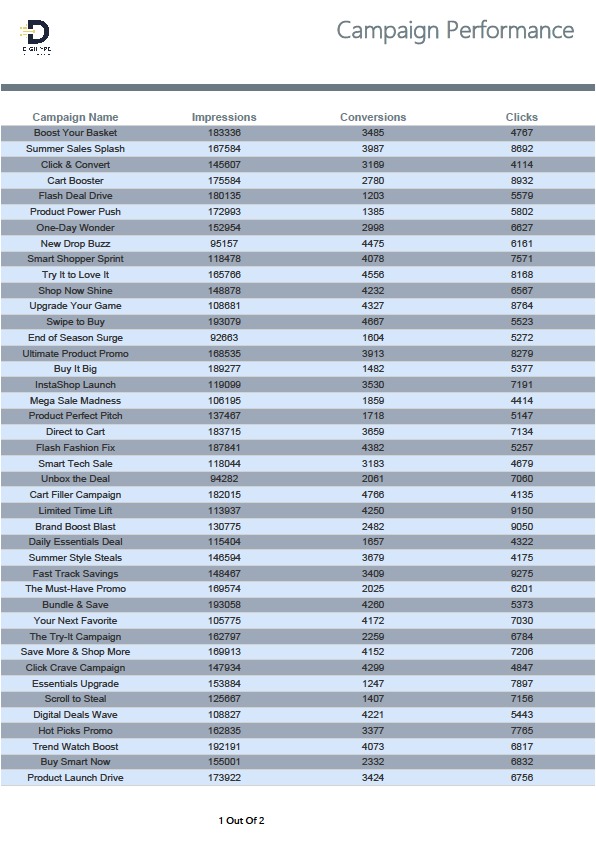 Campaign Performance
Campaign Name Impressions Conversions Clicks
Boost Your Basket 183336 3485 4767
Summer Sales Splash 167584 3987 8692
Click & Convert 145607 3169 4114
Cart Booster 175584 2780 8932
Flash Deal Drive 180135 1203 5579
Product Power Push 172993 1385 5802
One-Day Wonder 152954 2998 6627
New Drop Buzz 95157 4475 6161
Smart Shopper Sprint 118478 4078 7571
Try It to Love It 165766 4556 8168
Shop Now Shine 148878 4232 6567
Upgrade Your Game 108681 4327 8764
Swipe to Buy 193079 4667 5523
End of Season Surge 92663 1604 5272
Ultimate Product Promo 168535 3913 8279
Buy It Big 189277 1482 5377
InstaShop Launch 119099 3530 7191
Mega Sale Madness 106195 1859 4414
Product Perfect Pitch 137467 1718 5147
Direct to Cart 183715 3659 7134
Flash Fashion Fix 187841 4382 5257
Smart Tech Sale 118044 3183 4679
Unbox the Deal 94282 2061 7060
Cart Filler Campaign 182015 4766 4135
Limited Time Lift 113937 4250 9150
Brand Boost Blast 130775 2482 9050
Daily Essentials Deal 115404 1657 4322
Summer Style Steals 146594 3679 4175
Fast Track Savings 148467 3409 9275
The Must-Have Promo 169574 2025 6201
Bundle & Save 193058 4260 5373
Your Next Favorite 105775 4172 7030
The Try-It Campaign 162797 2259 6784
Save More & Shop More 169913 4152 7206
Click Crave Campaign 147934 4299 4847
Essentials Upgrade 153884 1247 7897
Scroll to Steal 125667 1407 7156
Digital Deals Wave 108827 4221 5443
Hot Picks Promo 162835 3377 7765
Trend Watch Boost 192191 4073 6817
Buy Smart Now 155001 2332 6832
Product Launch Drive 173922 3424 6756
1 Out Of 2